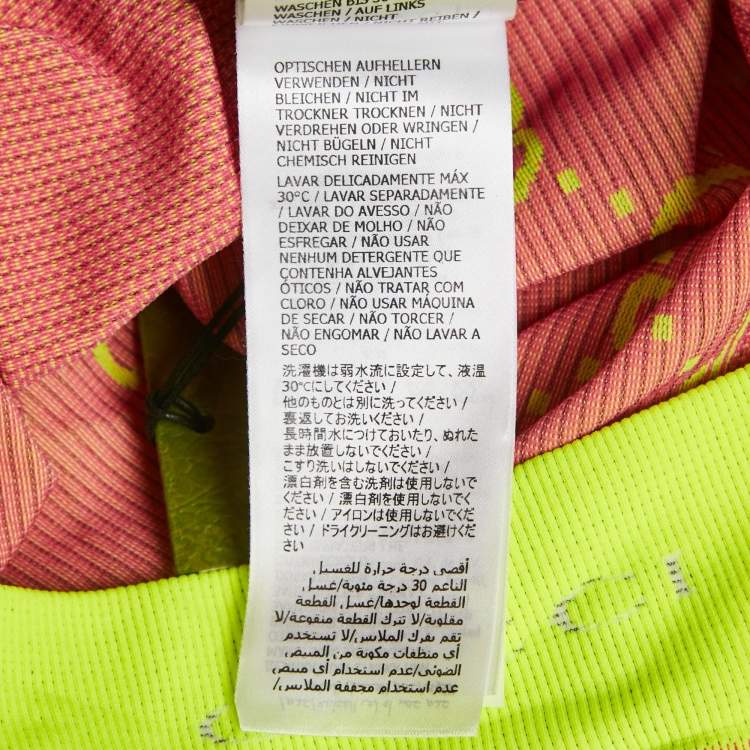 WASCHEN / AUF LINKS
WASCHEN / NICHT
OPTISCHEN AUFHELLERN
VERWENDEN / NICHT
BLEICHEN / NICHT IM
TROCKNER TROCKNEN / NICHT
VERDREHEN ODER WRINGEN /
NICHT BÜGELN / NICHT
CHEMISCH REINIGEN
LAVAR DELICADAMENTE MÁX
30°C / LAVAR SEPARADAMENTE
/ LAVAR DO AVESSO / NÃO
DEIXAR DE MOLHO / NÃO
ESFREGAR / NÃO USAR
NENHUM DETERGENTE QUE
CONTENHA ALVEJANTES
ÓTICOS / NÃO TRATAR COM
CLORO / NÃO USAR MÁQUINA
DE SECAR / NÃO TORCER /
NÃO ENGOMAR / NÃO LAVAR A
SECO
洗濯機は弱水流に設定して、液温
30℃にしてください /
他のものとは別に洗ってください /
裏返してお洗いください /
長時間水につけておいたり、ぬれた
まま放置しないでください /
こすり洗いはしないでください /
漂白剤を含む洗剤は使用しないで
ください / 漂白剤を使用しないでく
ださい / アイロンは使用しないでくだ
さい / ドライクリーニングはお避けくだ
さい
أقصى درجة حرارة للغسيل
الناعم 30 درجة مئوية/غسل
القطعة لوحدها/غسل القطعة
مقلوبة/لا تترك القطعة منقوعة/لا
تقم بفرك الملابس/لا تستخدم
أي منظفات مكونة من المبيض
الضوئي/عدم استخدام أي مبيض
/عدم استخدام مجففة الملابس